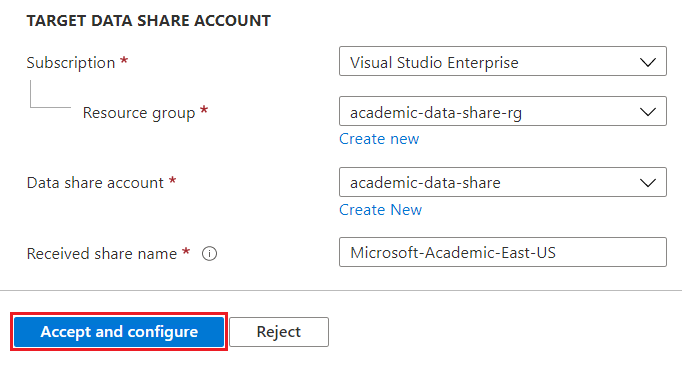 TARGET DATA SHARE ACCOUNT
Subscription * Visual Studio Enterprise
Resource group * academic-data-share-rg
Create new
Data share account * academic-data-share
Create New
Received share name * Microsoft-Academic-East-US
Accept and configure Reject